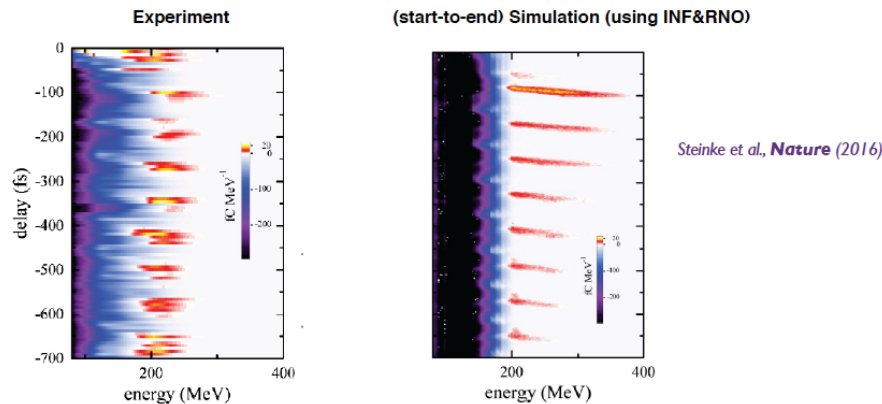 Experiment
(start-to-end) Simulation (using INF&RNO)
0
-100
-200
-300
-400
-500
-600
-700
delay (fs)
20
0
-100
-200
fC MeV⁻¹
200
400
energy (MeV)
20
0
-100
-200
fC MeV⁻¹
200
400
energy (MeV)
Steinke et al., Nature (2016)